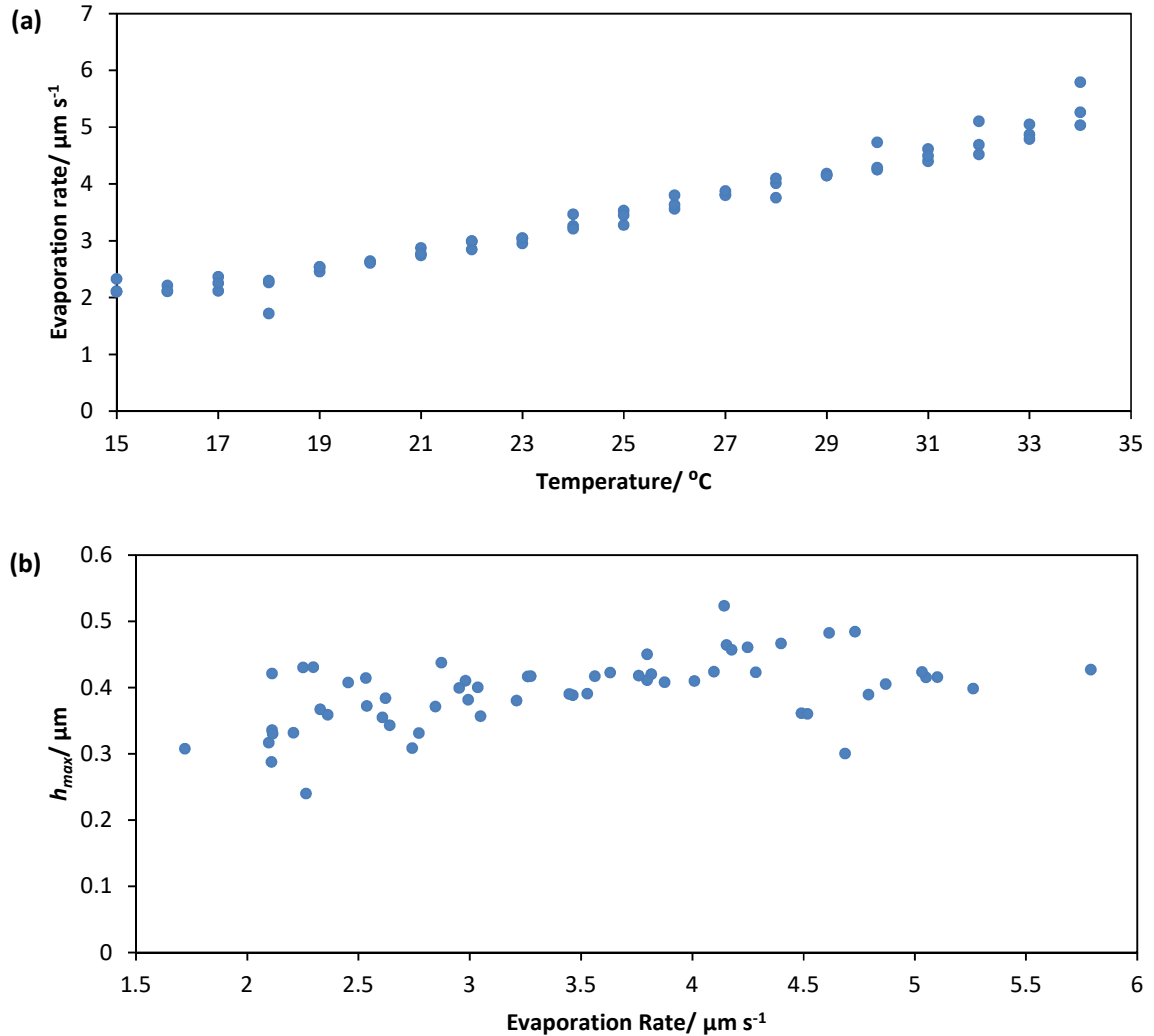 (a)
7
6
5
4
3
2
1
0
Evaporation rate/ µm s⁻¹
15 17 19 21 23 25 27 29 31 33 35
Temperature/ ⁰C
(b)
0.6
0.5
0.4
0.3
0.2
0.1
0
hmax/ µm
1.5 2 2.5 3 3.5 4 4.5 5 5.5 6
Evaporation Rate/ µm s⁻¹